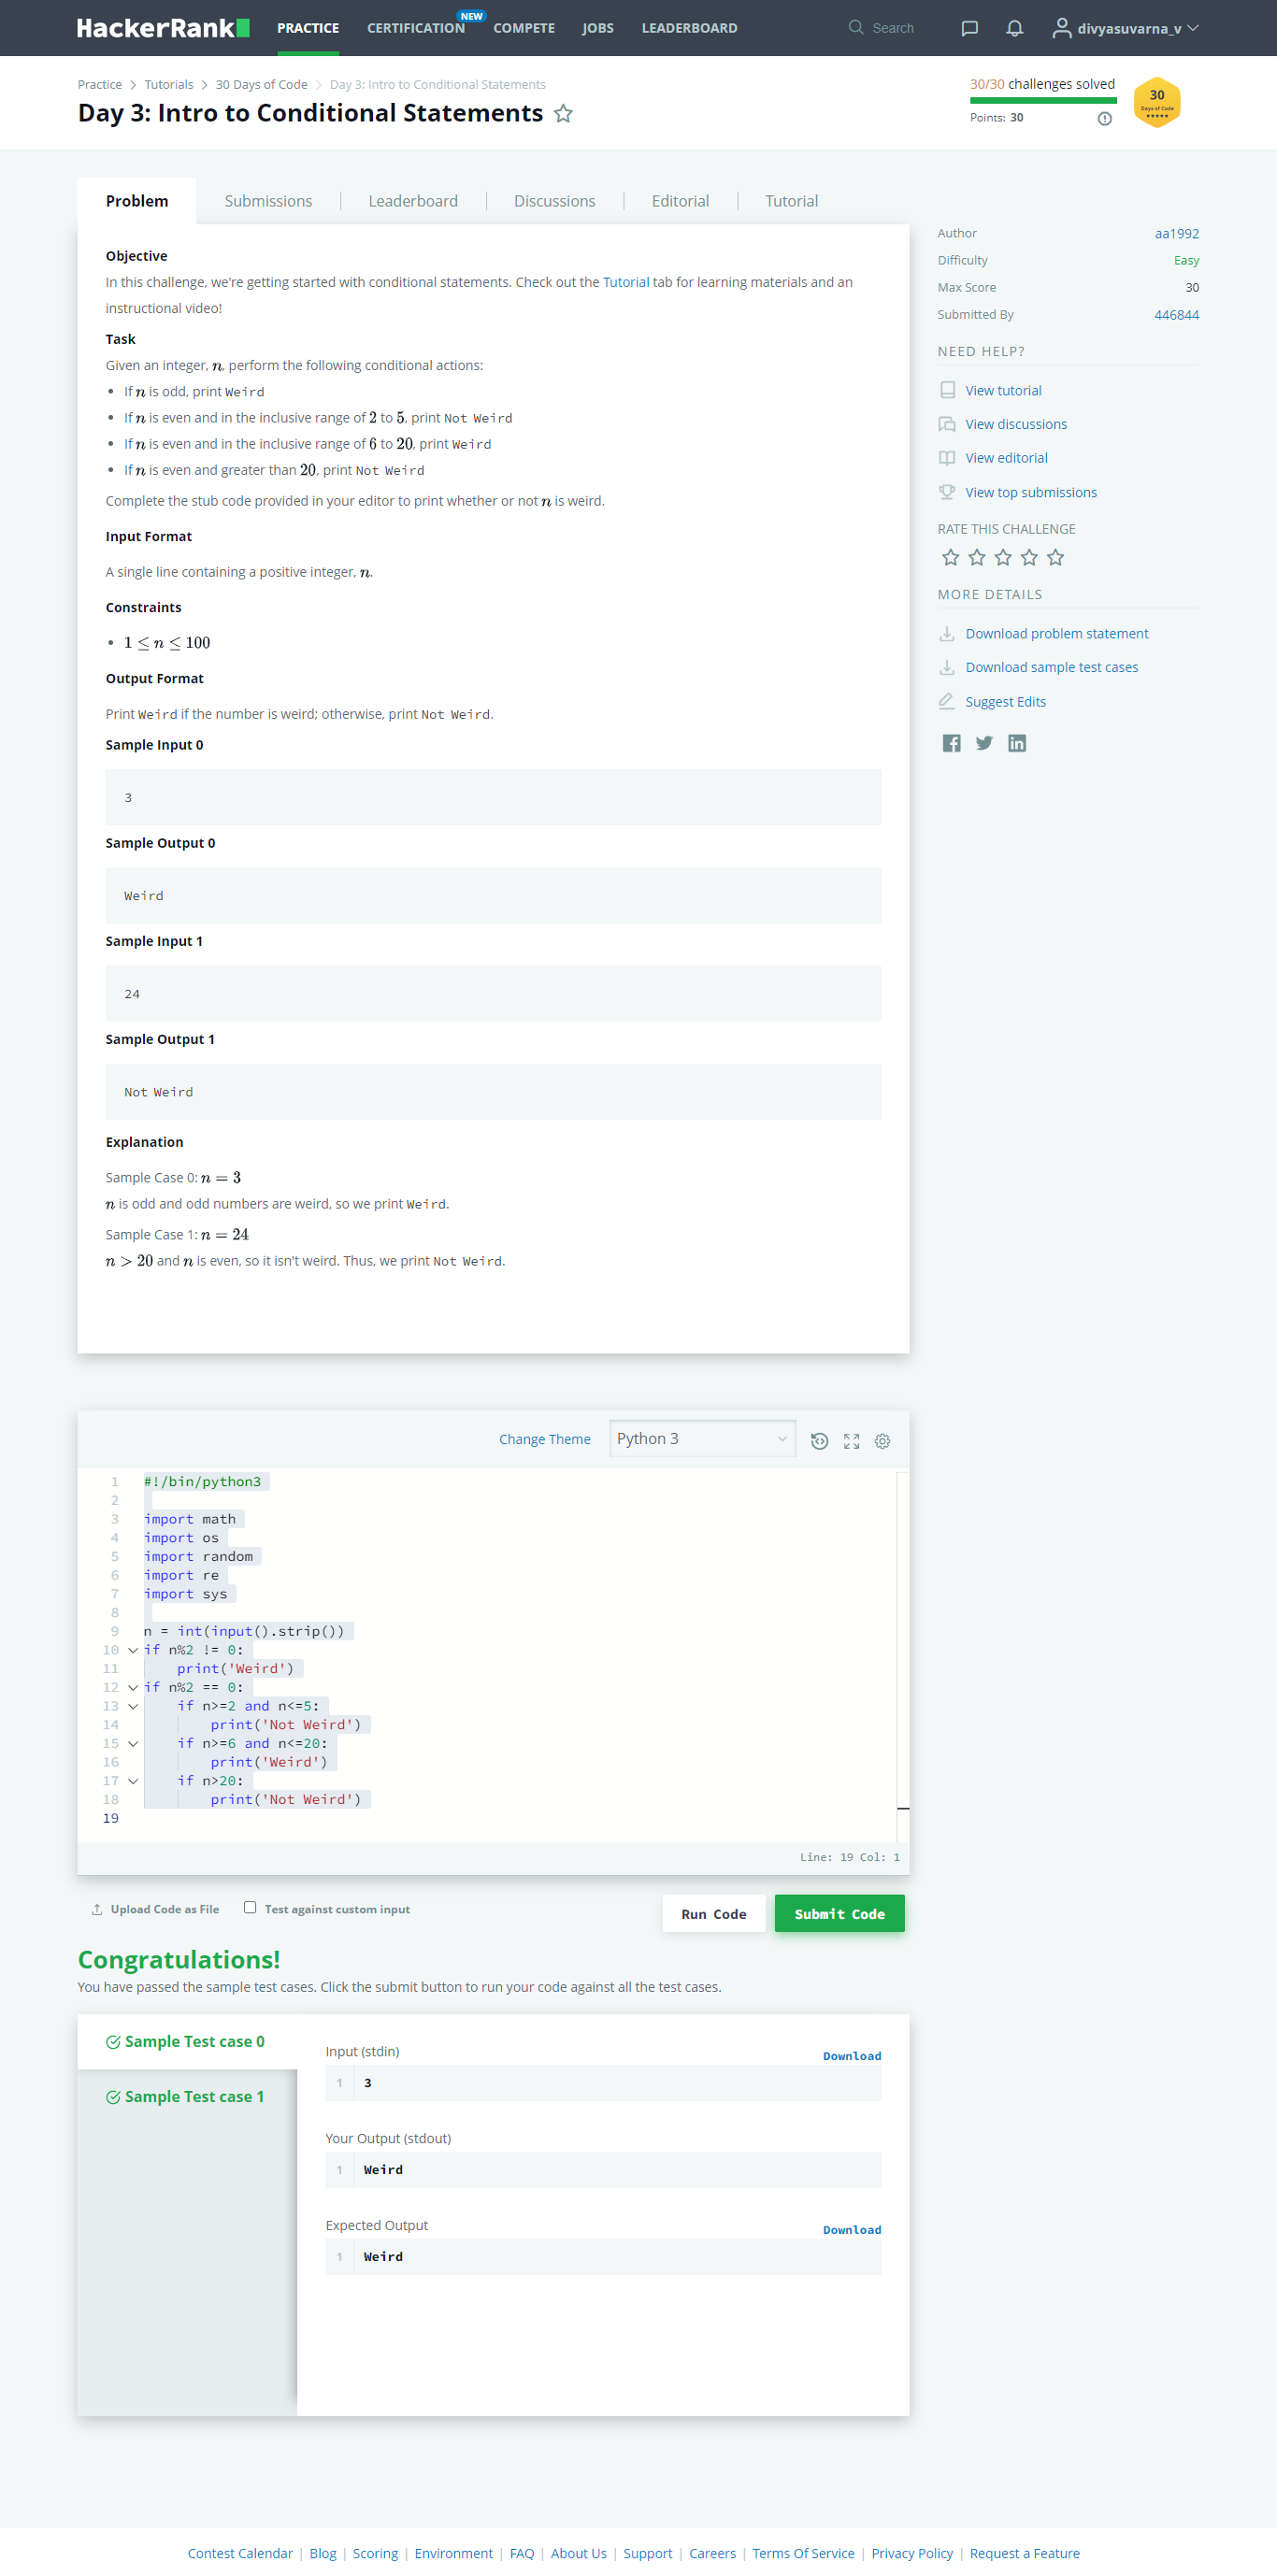 HackerRank PRACTICE CERTIFICATION NEW COMPETE JOBS LEADERBOARD Search divyasuvarna_v
Practice > Tutorials > 30 Days of Code > Day 3: Intro to Conditional Statements
Day 3: Intro to Conditional Statements
30/30 challenges solved
Points: 30
30
Days of Code
Problem Submissions Leaderboard Discussions Editorial Tutorial
Objective
In this challenge, we're getting started with conditional statements. Check out the Tutorial tab for learning materials and an
instructional video!
Task
Given an integer, n, perform the following conditional actions:
• If n is odd, print Weird
• If n is even and in the inclusive range of 2 to 5, print Not Weird
• If n is even and in the inclusive range of 6 to 20, print Weird
• If n is even and greater than 20, print Not Weird
Complete the stub code provided in your editor to print whether or not n is weird.
Input Format
A single line containing a positive integer, n.
Constraints
• 1 ≤ n ≤ 100
Output Format
Print Weird if the number is weird; otherwise, print Not Weird.
Sample Input 0
3
Sample Output 0
Weird
Sample Input 1
24
Sample Output 1
Not Weird
Explanation
Sample Case 0: n = 3
n is odd and odd numbers are weird, so we print Weird.
Sample Case 1: n = 24
n > 20 and n is even, so it isn't weird. Thus, we print Not Weird.
Author aa1992
Difficulty Easy
Max Score 30
Submitted By 446844
NEED HELP?
View tutorial
View discussions
View editorial
View top submissions
RATE THIS CHALLENGE
MORE DETAILS
Download problem statement
Download sample test cases
Suggest Edits
Change Theme Python 3
1 #!/bin/python3
2
3 import math
4 import os
5 import random
6 import re
7 import sys
8
9 n = int(input().strip())
10 if n%2 != 0:
11     print('Weird')
12 if n%2 == 0:
13     if n>=2 and n<=5:
14         print('Not Weird')
15     if n>=6 and n<=20:
16         print('Weird')
17     if n>20:
18         print('Not Weird')
19
Line: 19 Col: 1
Upload Code as File Test against custom input Run Code Submit Code
Congratulations!
You have passed the sample test cases. Click the submit button to run your code against all the test cases.
Sample Test case 0
Sample Test case 1
Input (stdin) Download
1 3
Your Output (stdout)
1 Weird
Expected Output Download
1 Weird
Contest Calendar | Blog | Scoring | Environment | FAQ | About Us | Support | Careers | Terms Of Service | Privacy Policy | Request a Feature